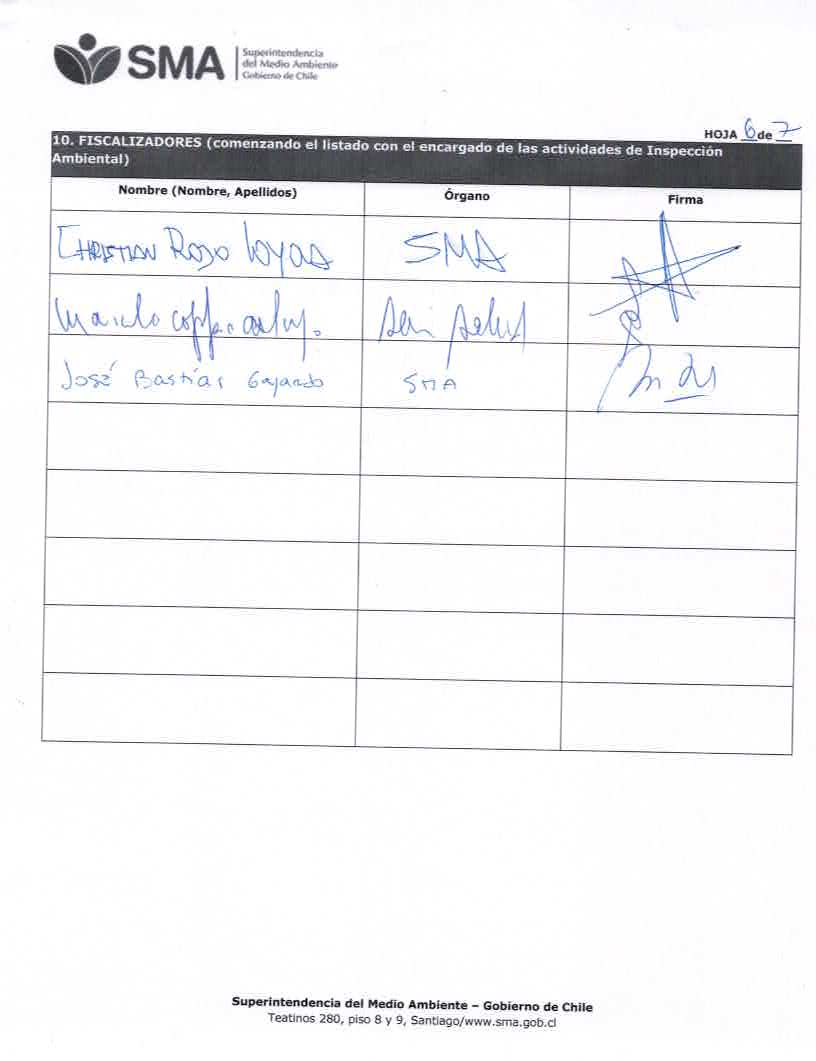 SMA
Superintendencia
del Medio Ambiente
Gobierno de Chile
HOJA 6 de 7
10. FISCALIZADORES (comenzando el listado con el encargado de las actividades de Inspección
Ambiental)
Nombre (Nombre, Apellidos) Órgano Firma
CHRISTIAN ROJO LOYOLA SMA
Salud
José Bastías Gajardo SMA
Superintendencia del Medio Ambiente – Gobierno de Chile
Teatinos 280, piso 8 y 9, Santiago/www.sma.gob.cl